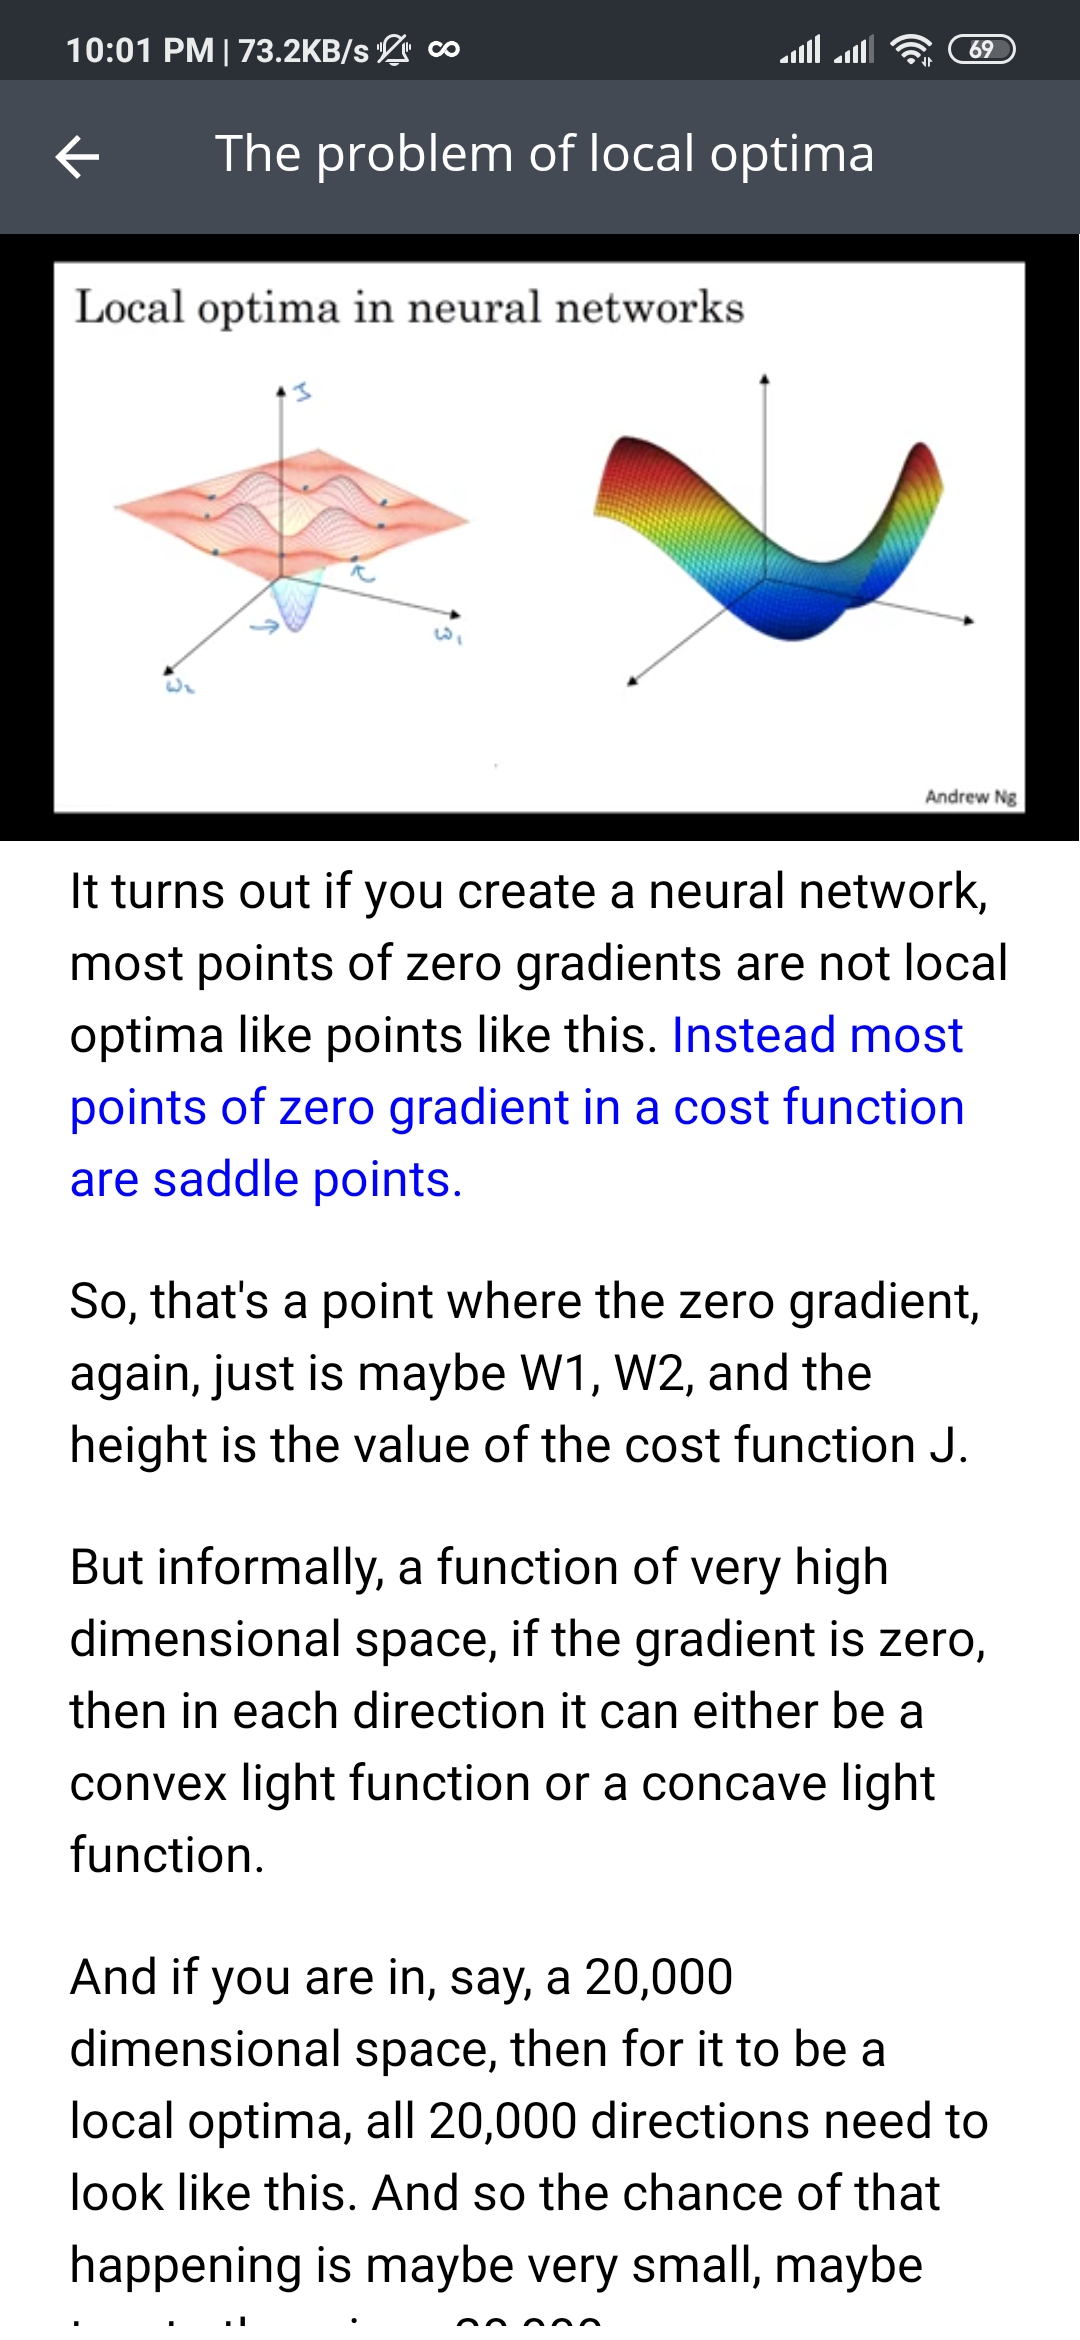 10:01 PM | 73.2KB/s
69
The problem of local optima
Local optima in neural networks
J
w₁
w₂
Andrew Ng
It turns out if you create a neural network,
most points of zero gradients are not local
optima like points like this. Instead most
points of zero gradient in a cost function
are saddle points.
So, that's a point where the zero gradient,
again, just is maybe W1, W2, and the
height is the value of the cost function J.
But informally, a function of very high
dimensional space, if the gradient is zero,
then in each direction it can either be a
convex light function or a concave light
function.
And if you are in, say, a 20,000
dimensional space, then for it to be a
local optima, all 20,000 directions need to
look like this. And so the chance of that
happening is maybe very small, maybe